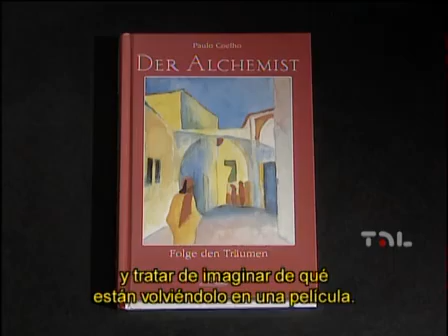 Paulo Coelho
DER ALCHEMIST
Folge den Träumen
y tratar de imaginar de qué
están volviéndolo en una película.
TAL